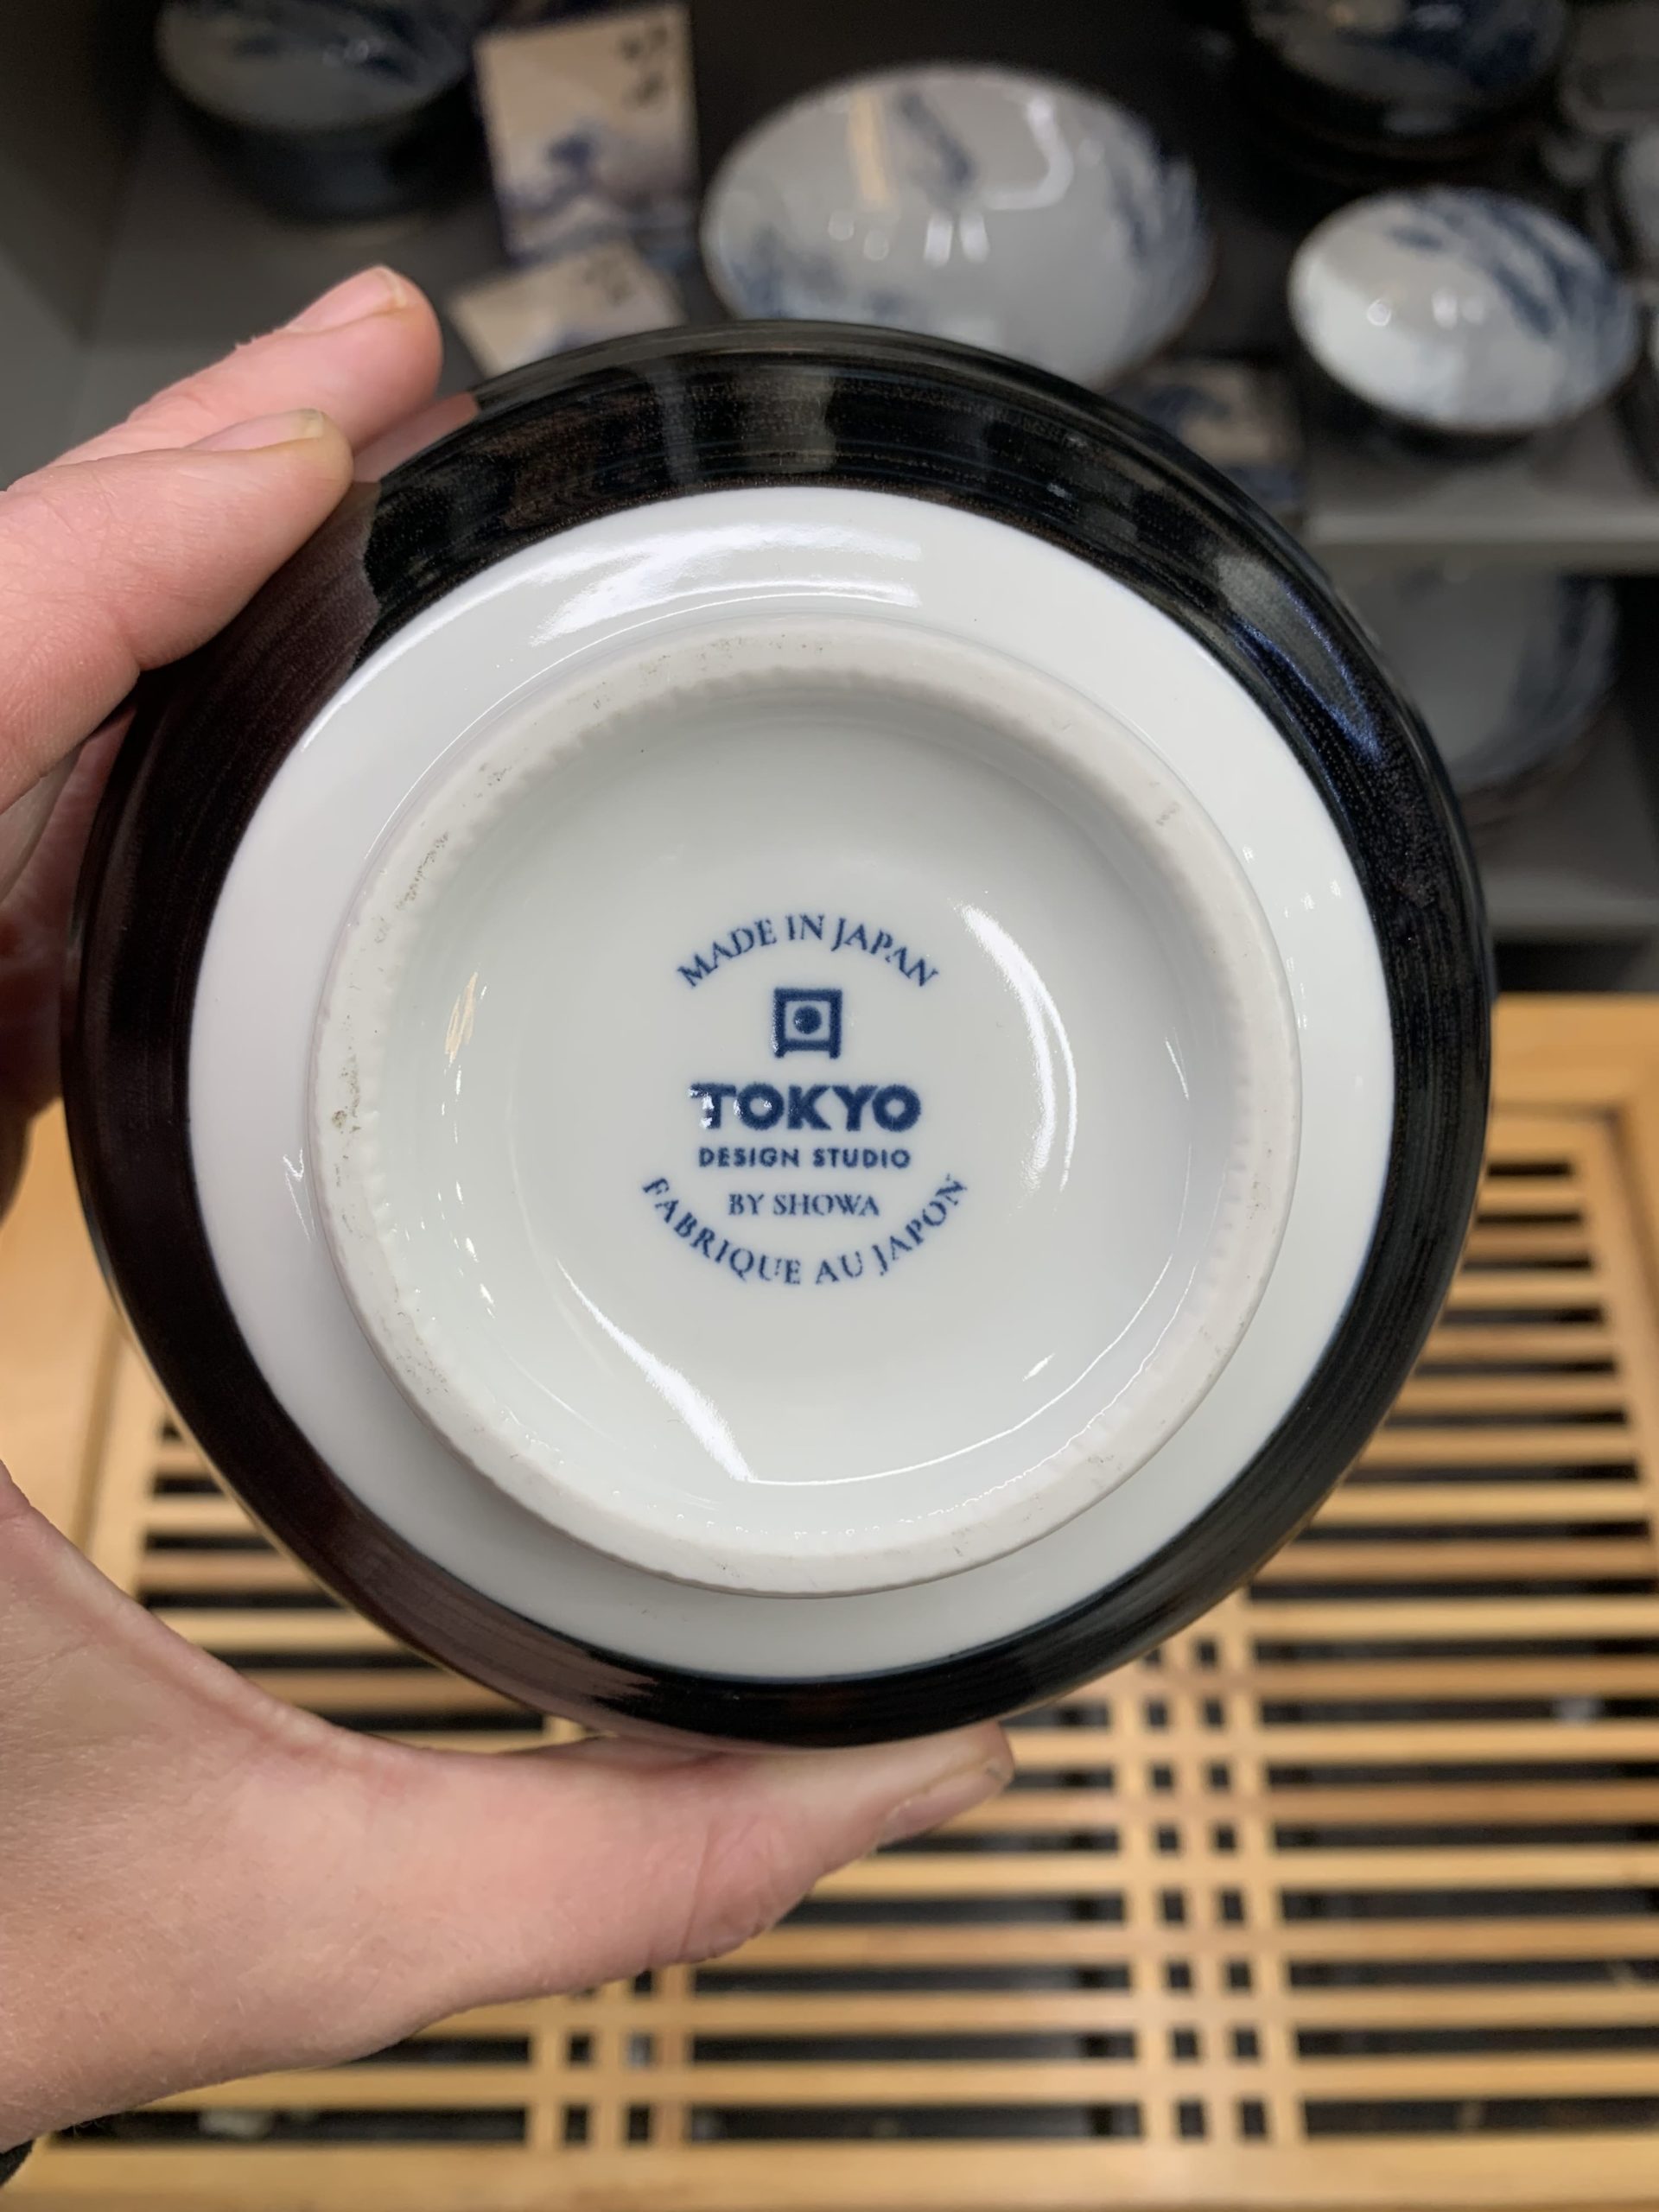 MADE IN JAPAN
TOKYO
DESIGN STUDIO
BY SHOWA
FABRIQUE AU JAPON